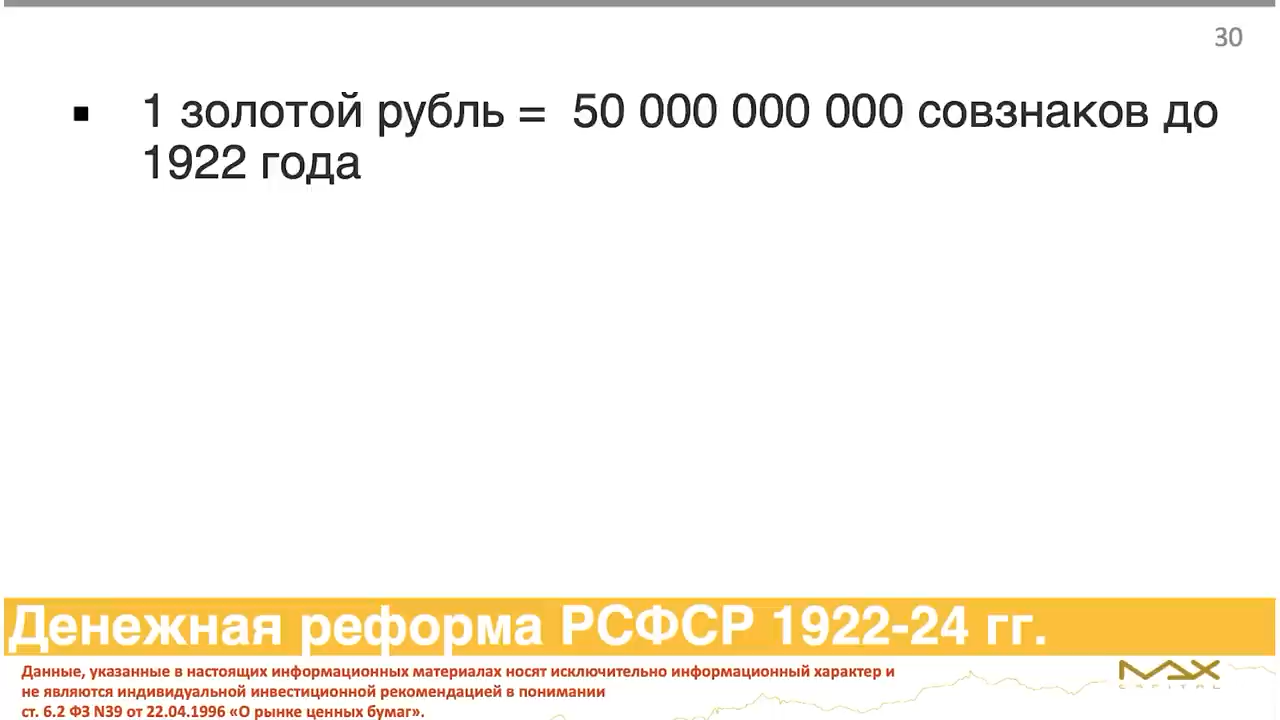 30
▪ 1 золотой рубль = 50 000 000 000 совзнаков до
1922 года
Денежная реформа РСФСР 1922-24 гг.
Данные, указанные в настоящих информационных материалах носят исключительно информационный характер и
не являются индивидуальной инвестиционной рекомендацией в понимании
ст. 6.2 ФЗ N39 от 22.04.1996 «О рынке ценных бумаг».
MAX
CAPITAL